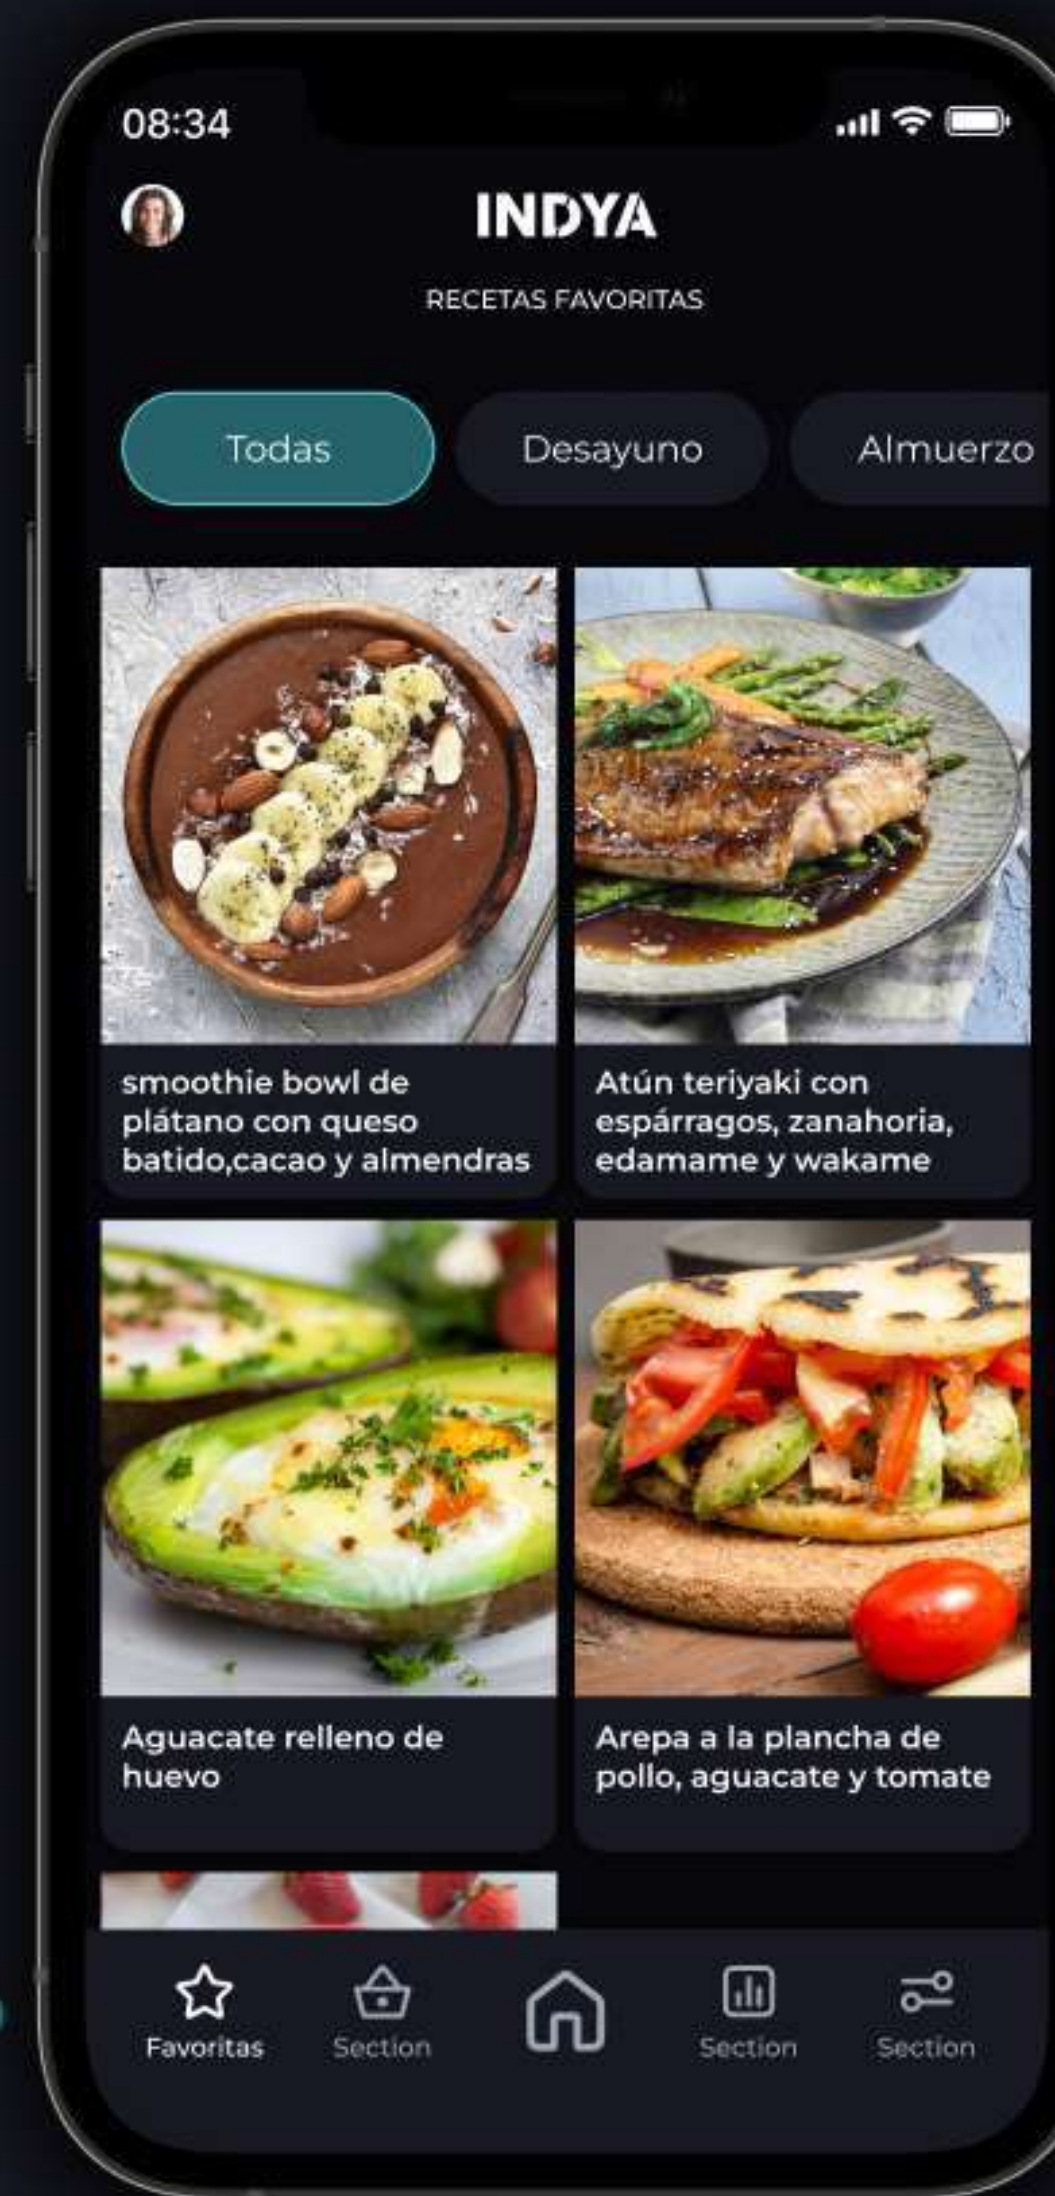 08:34
INDYA
RECETAS FAVORITAS
Todas
Desayuno
Almuerzo
smoothie bowl de
plátano con queso
batido,cacao y almendras
Atún teriyaki con
espárragos, zanahoria,
edamame y wakame
Aguacate relleno de
huevo
Arepa a la plancha de
pollo, aguacate y tomate
Favoritas
Section
Section
Section